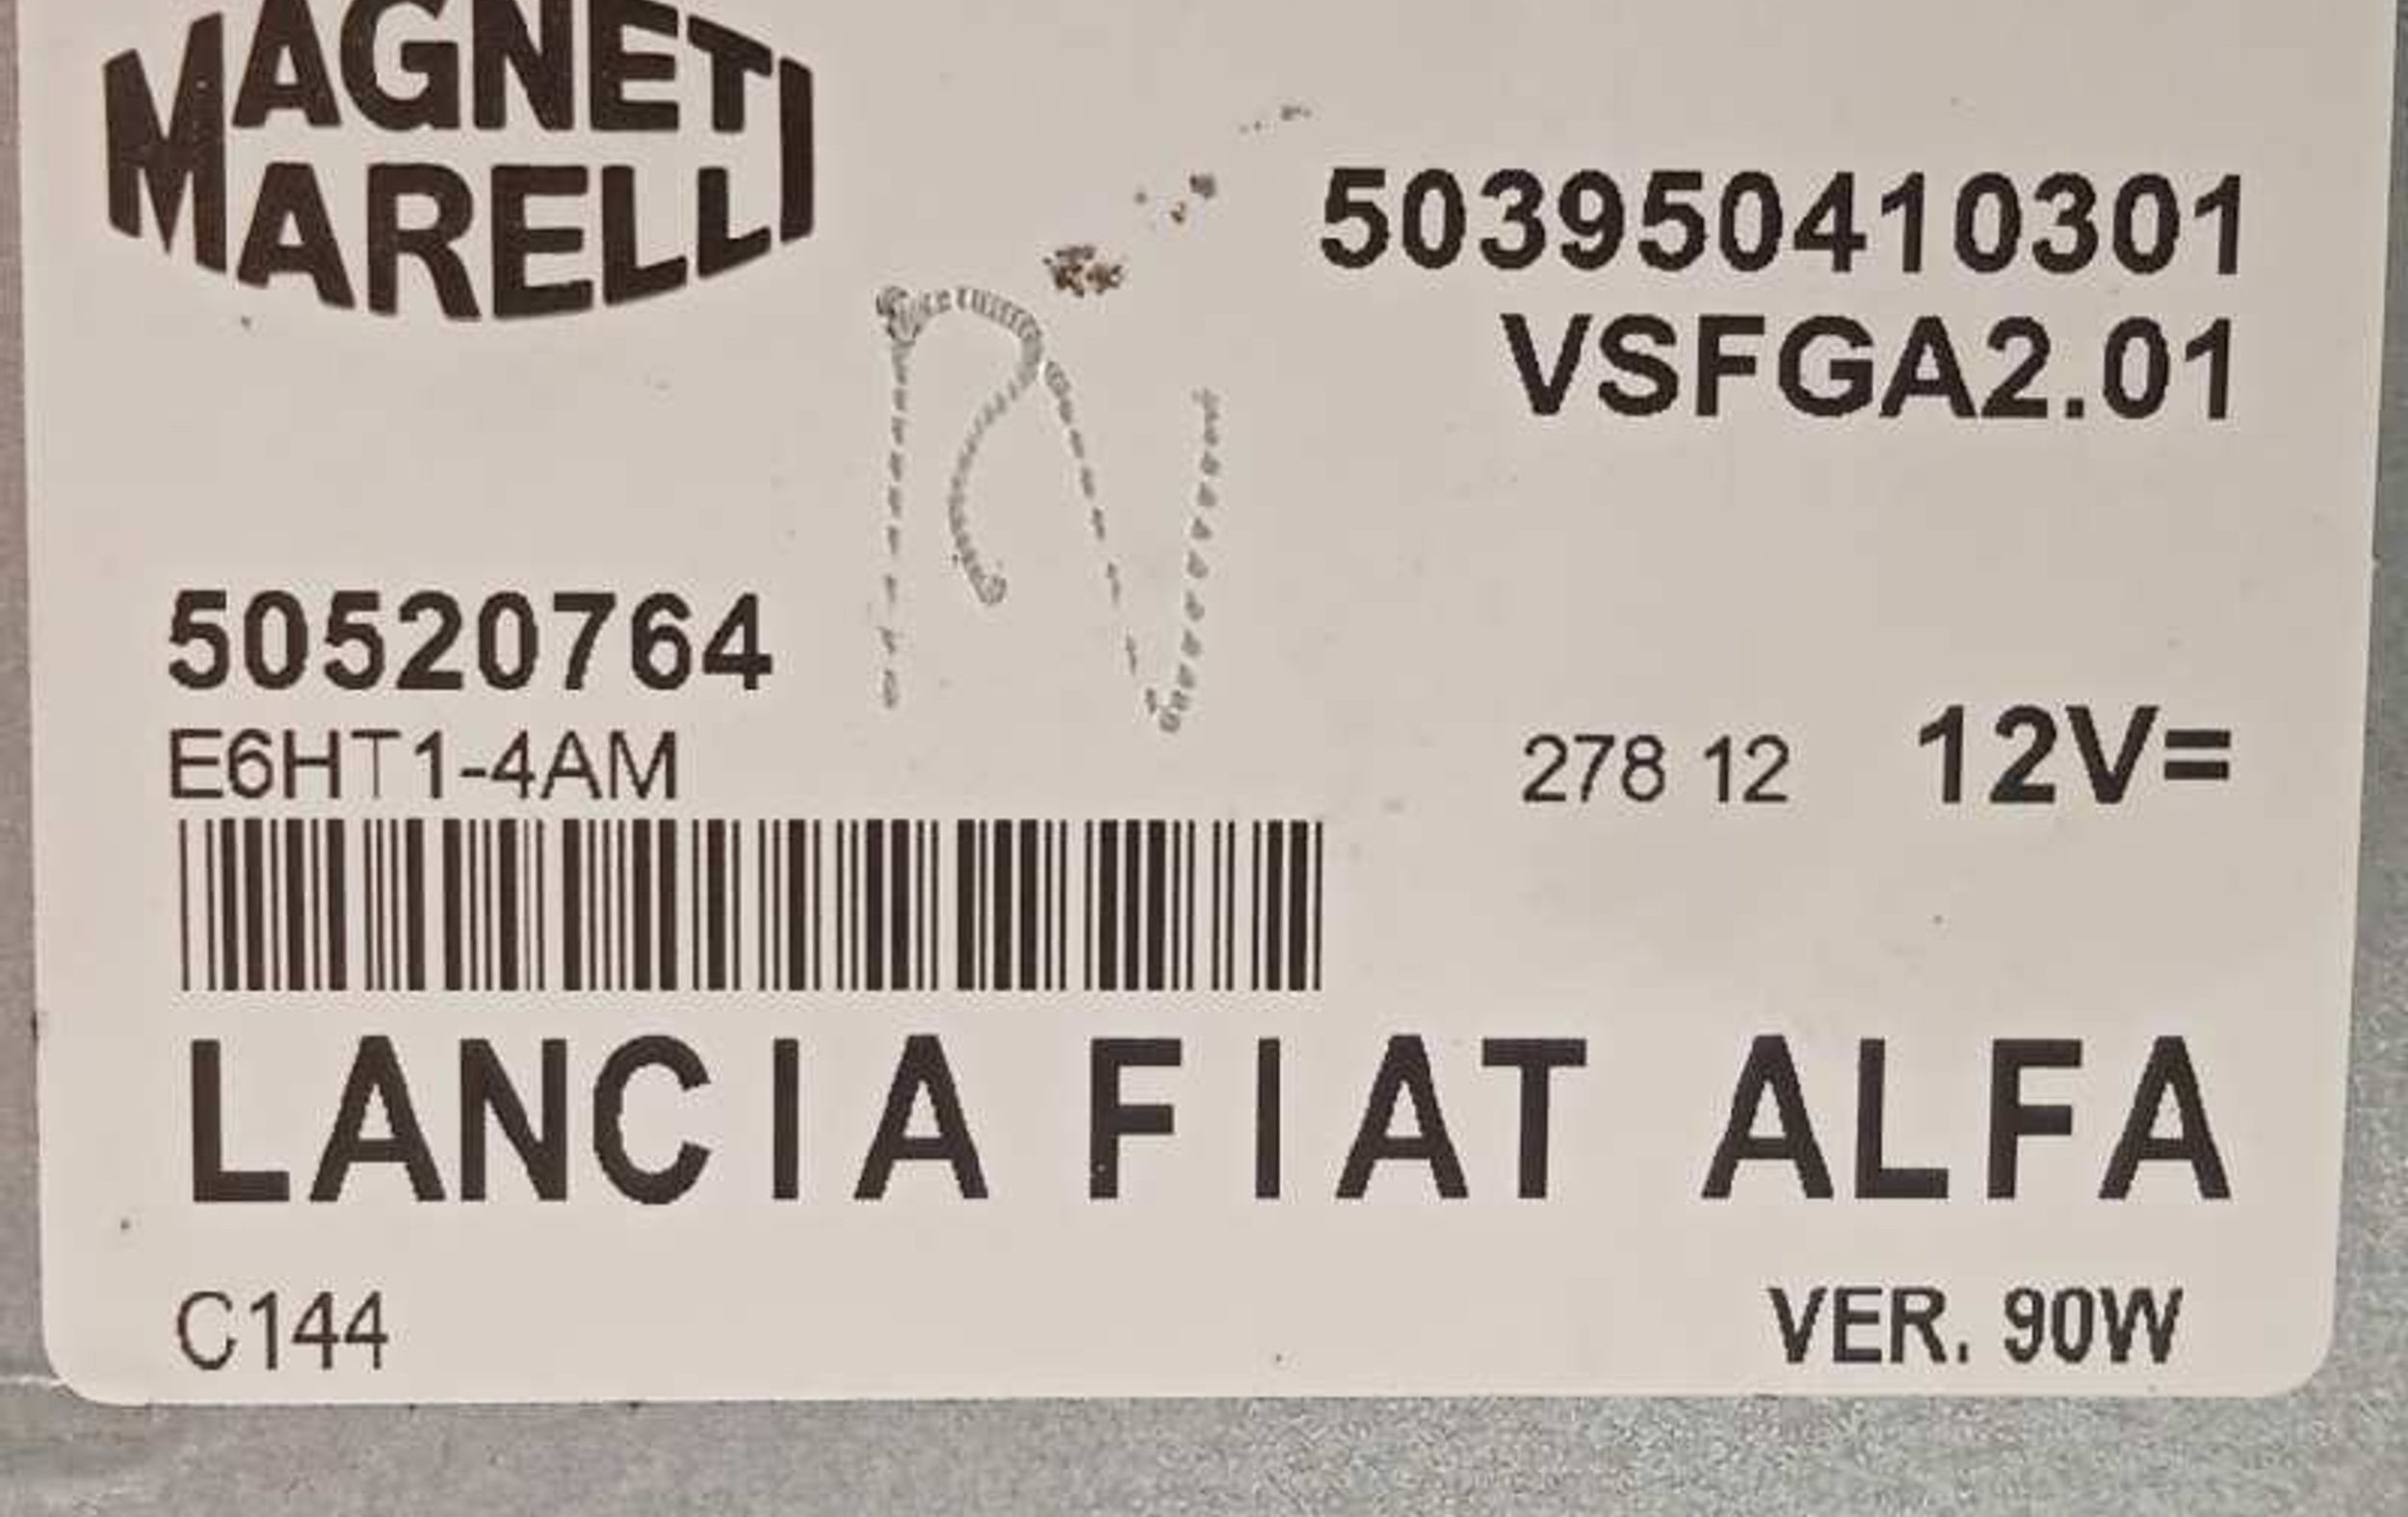 MAGNETI
MARELLI
503950410301
VSFGA2.01
50520764
E6HT1-4AM
278 12 12V=
LANCIA FIAT ALFA
C144
VER. 90W